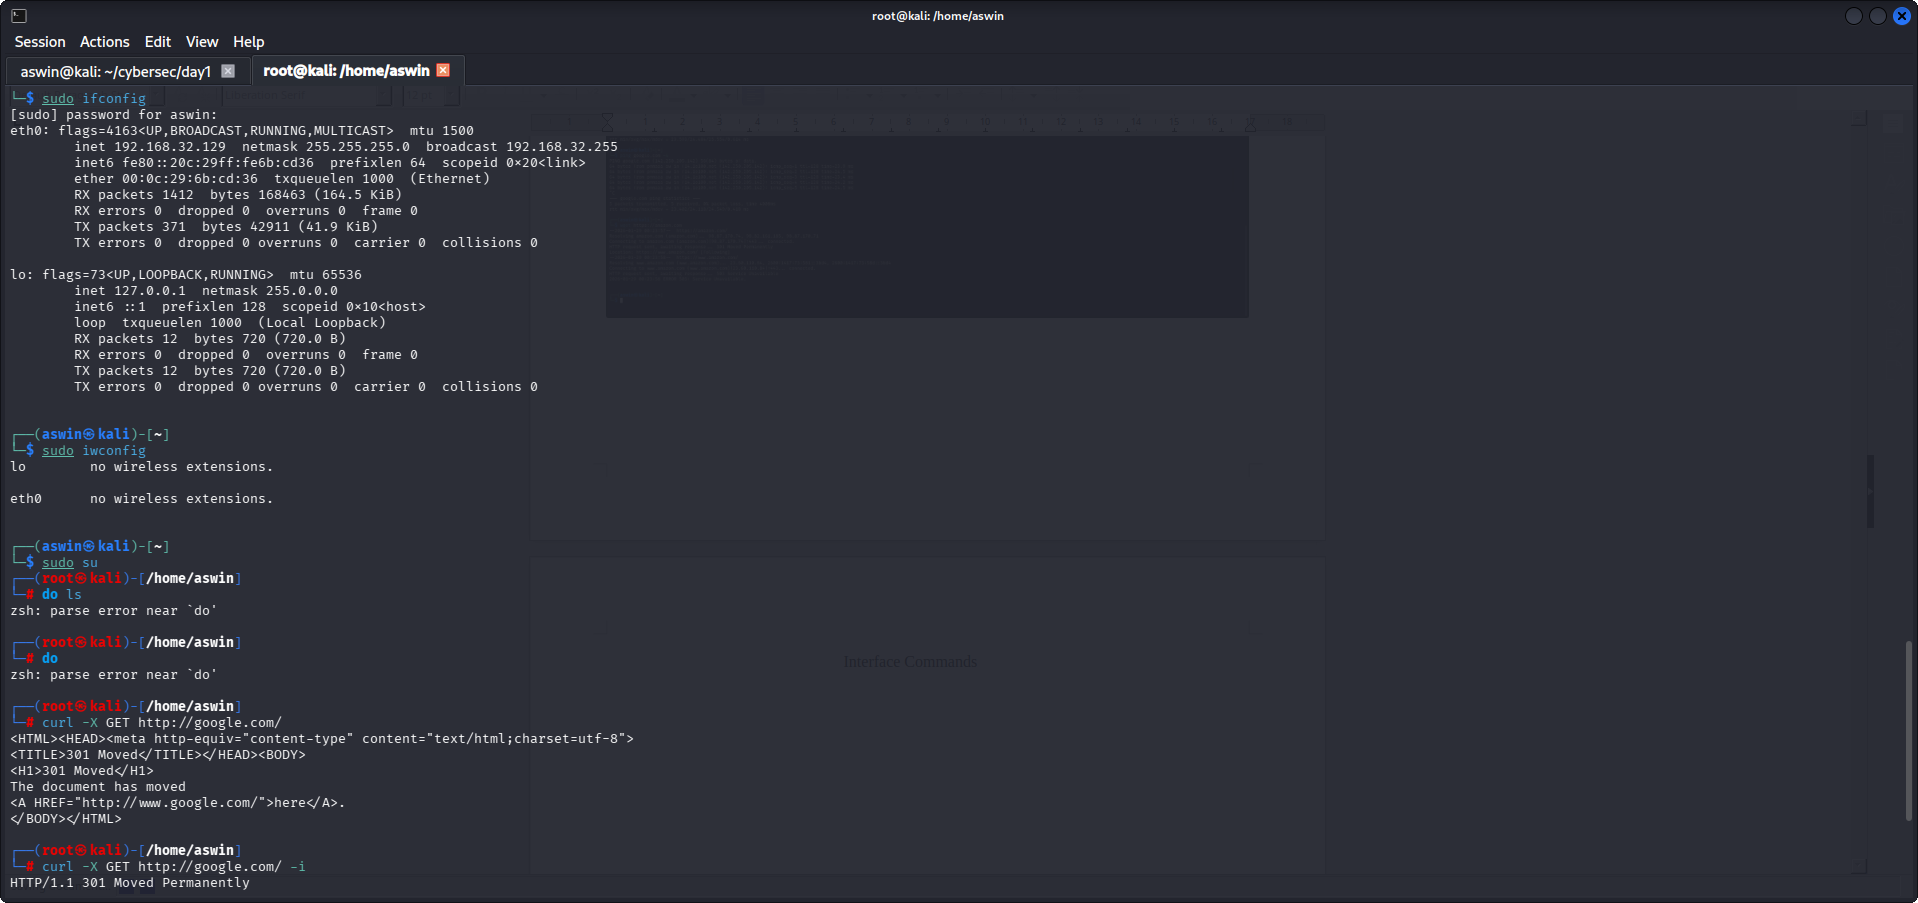 root@kali: /home/aswin
Session Actions Edit View Help
aswin@kali: ~/cybersec/day1
root@kali: /home/aswin
└─$ sudo ifconfig
[sudo] password for aswin:
eth0: flags=4163<UP,BROADCAST,RUNNING,MULTICAST>  mtu 1500
        inet 192.168.32.129  netmask 255.255.255.0  broadcast 192.168.32.255
        inet6 fe80::20c:29ff:fe6b:cd36  prefixlen 64  scopeid 0×20<link>
        ether 00:0c:29:6b:cd:36  txqueuelen 1000  (Ethernet)
        RX packets 1412  bytes 168463 (164.5 KiB)
        RX errors 0  dropped 0  overruns 0  frame 0
        TX packets 371  bytes 42911 (41.9 KiB)
        TX errors 0  dropped 0 overruns 0  carrier 0  collisions 0
lo: flags=73<UP,LOOPBACK,RUNNING>  mtu 65536
        inet 127.0.0.1  netmask 255.0.0.0
        inet6 ::1  prefixlen 128  scopeid 0×10<host>
        loop  txqueuelen 1000  (Local Loopback)
        RX packets 12  bytes 720 (720.0 B)
        RX errors 0  dropped 0  overruns 0  frame 0
        TX packets 12  bytes 720 (720.0 B)
        TX errors 0  dropped 0 overruns 0  carrier 0  collisions 0
┌──(aswin㉿kali)-[~]
└─$ sudo iwconfig
lo        no wireless extensions.
eth0      no wireless extensions.
┌──(aswin㉿kali)-[~]
└─$ sudo su
┌──(root㉿kali)-[/home/aswin]
└─# do ls
zsh: parse error near `do'
┌──(root㉿kali)-[/home/aswin]
└─# do
zsh: parse error near `do'
Interface Commands
┌──(root㉿kali)-[/home/aswin]
└─# curl -X GET http://google.com/
<HTML><HEAD><meta http-equiv="content-type" content="text/html;charset=utf-8">
<TITLE>301 Moved</TITLE></HEAD><BODY>
<H1>301 Moved</H1>
The document has moved
<A HREF="http://www.google.com/">here</A>.
</BODY></HTML>
┌──(root㉿kali)-[/home/aswin]
└─# curl -X GET http://google.com/ -i
HTTP/1.1 301 Moved Permanently